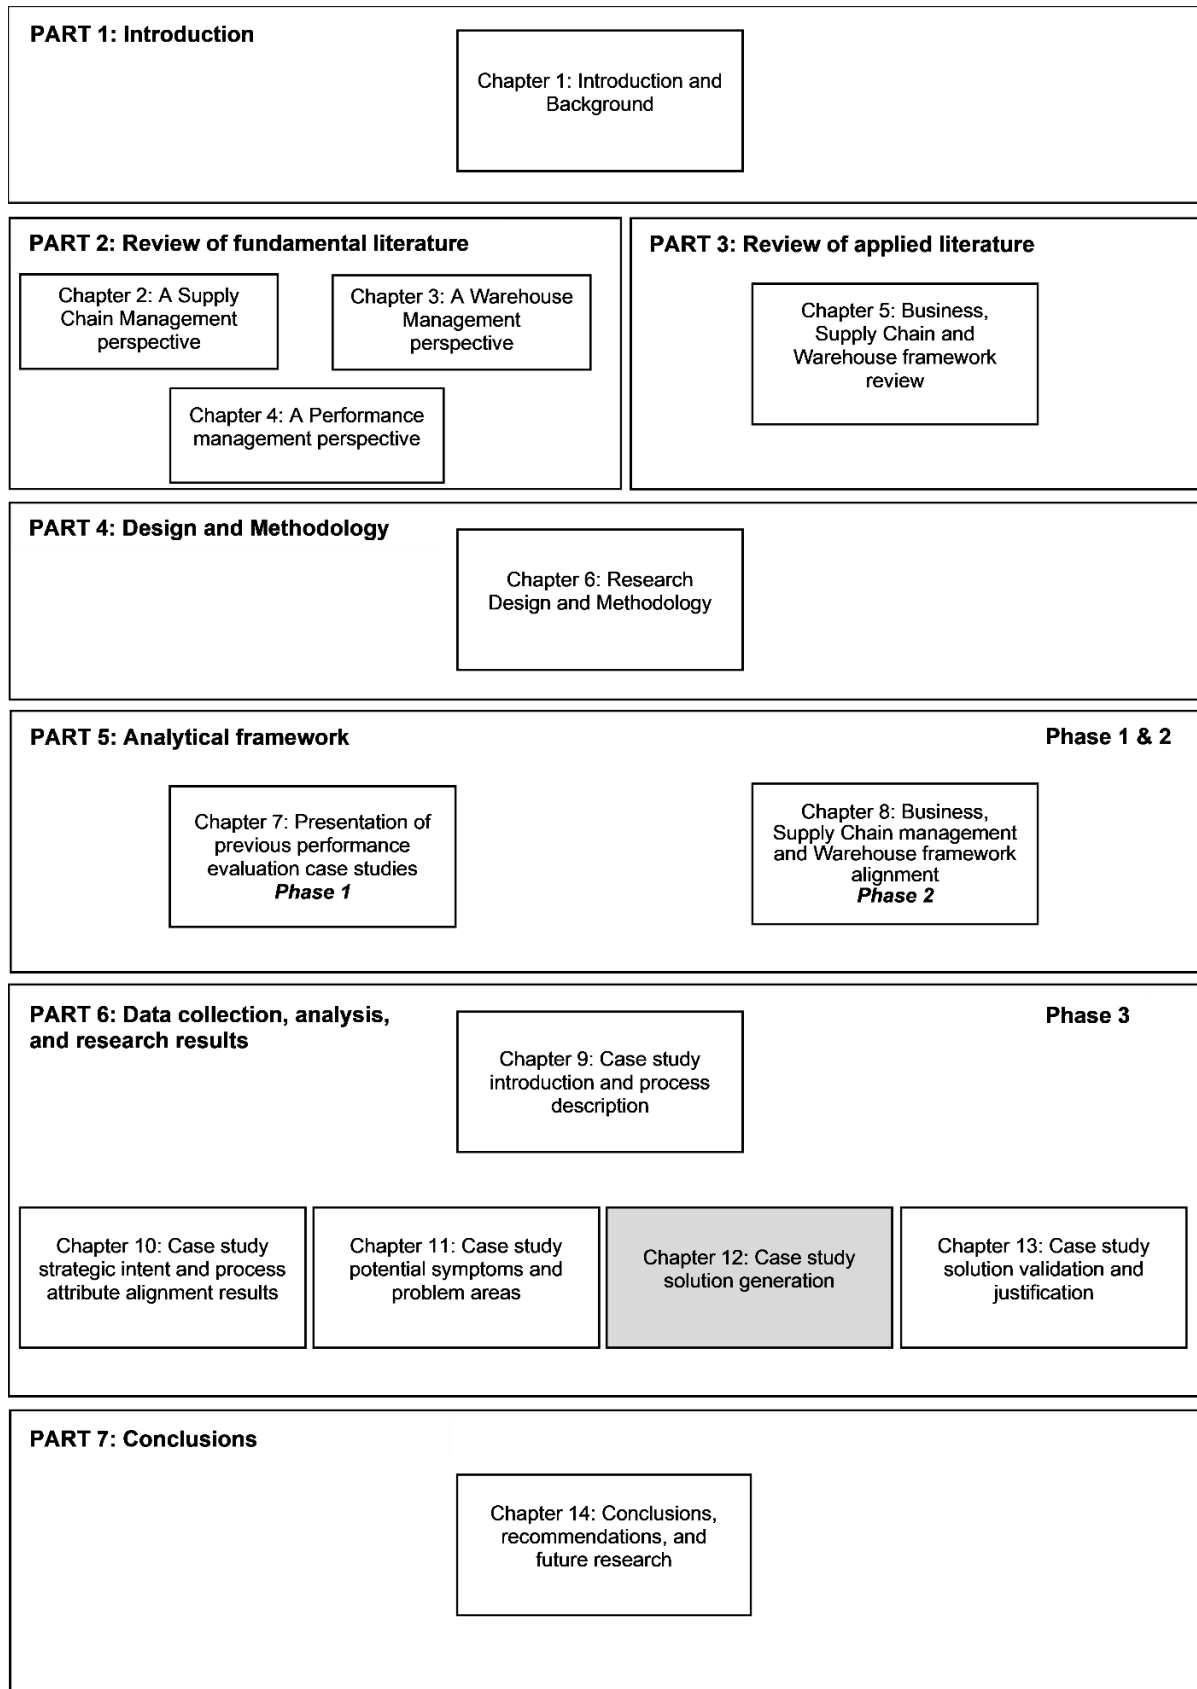 PART 1: Introduction
Chapter 1: Introduction and
Background
PART 2: Review of fundamental literature
Chapter 2: A Supply
Chain Management
perspective
Chapter 3: A Warehouse
Management
perspective
Chapter 4: A Performance
management perspective
PART 3: Review of applied literature
Chapter 5: Business,
Supply Chain and
Warehouse framework
review
PART 4: Design and Methodology
Chapter 6: Research
Design and Methodology
PART 5: Analytical framework
Phase 1 & 2
Chapter 7: Presentation of
previous performance
evaluation case studies
Phase 1
Chapter 8: Business,
Supply Chain management
and Warehouse framework
alignment
Phase 2
PART 6: Data collection, analysis,
and research results
Phase 3
Chapter 9: Case study
introduction and process
description
Chapter 10: Case study
strategic intent and process
attribute alignment results
Chapter 11: Case study
potential symptoms and
problem areas
Chapter 12: Case study
solution generation
Chapter 13: Case study
solution validation and
justification
PART 7: Conclusions
Chapter 14: Conclusions,
recommendations, and
future research